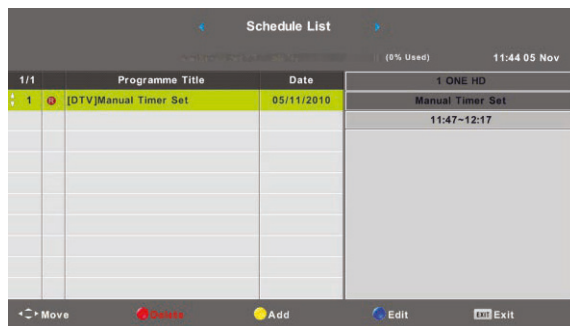 Schedule List
(0% Used) 11:44 05 Nov
1/1 Programme Title Date 1 ONE HD
1 [DTV]Manual Timer Set 05/11/2010 Manual Timer Set
11:47~12:17
Move Delete Add Edit EXIT Exit